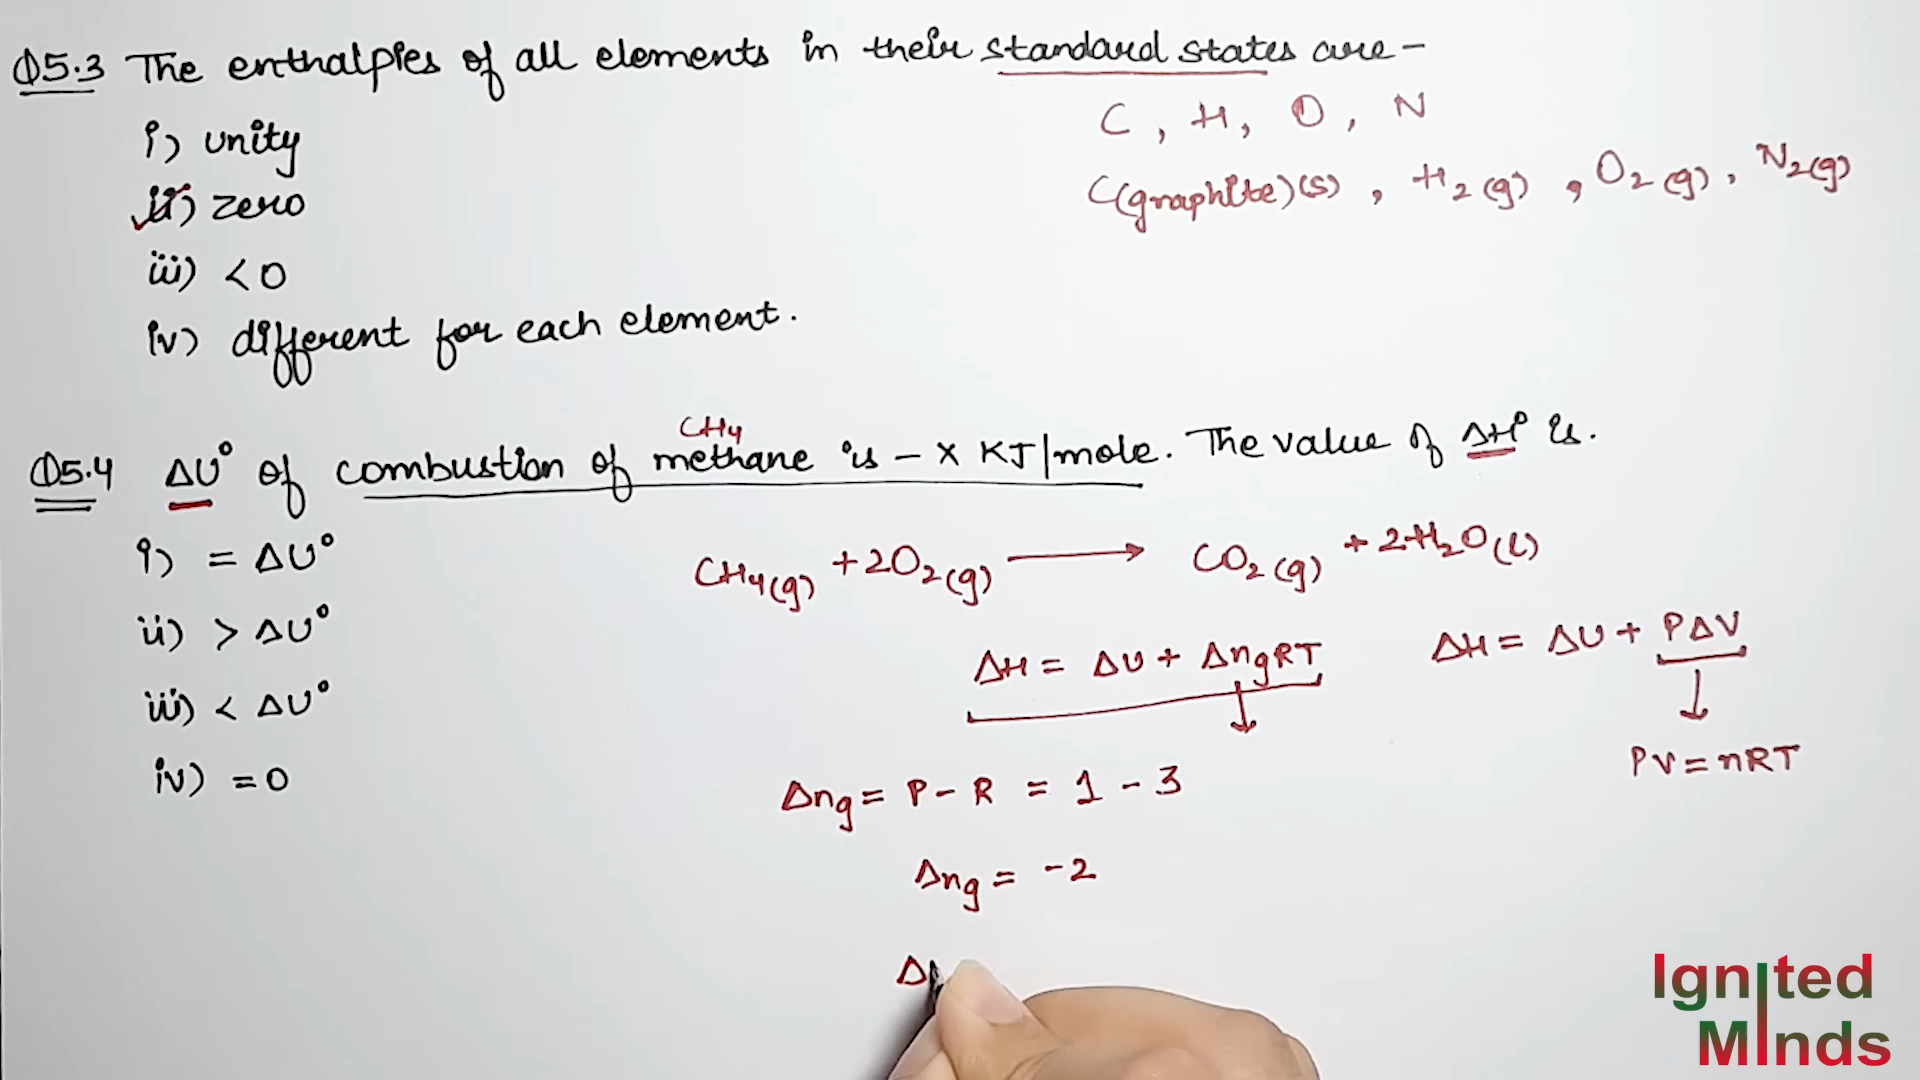 Q5.3 The enthalpies of all elements in their standard states are -
C, H, O, N
i) unity
C(graphite)(s), H2(g), O2(g), N2(g)
ii) zero
iii) <0
iv) different for each element.
CH4
Q5.4 ΔU° of combustion of methane is - X KJ/mole. The value of ΔH° is.
i) = ΔU°
CH4(g) + 2O2(g) → CO2(g) + 2H2O(l)
ii) > ΔU°
ΔH = ΔU + ΔngRT
ΔH = ΔU + PΔV
iii) < ΔU°
PV = nRT
iv) = 0
Δng = P - R = 1 - 3
Δng = -2
Δ
Ignited
Minds